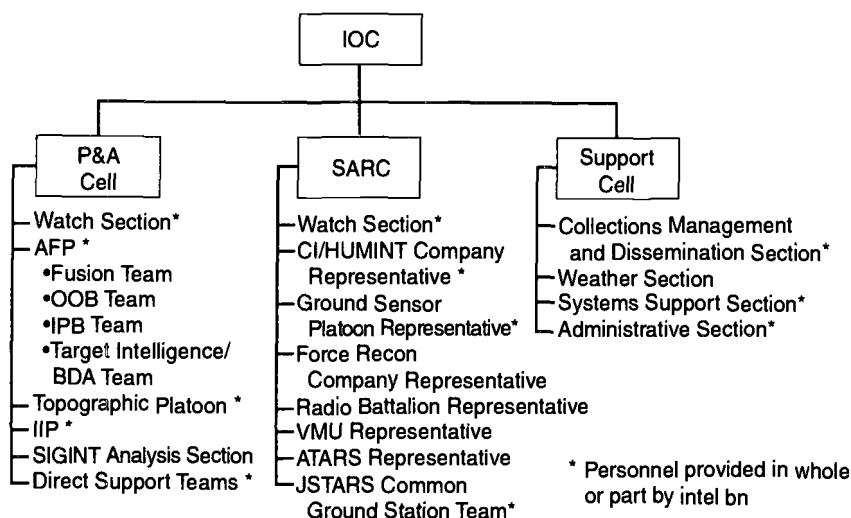 IOC
P&A
Cell
Watch Section*
AFP *
•Fusion Team
•OOB Team
•IPB Team
•Target Intelligence/
BDA Team
Topographic Platoon *
IIP *
SIGINT Analysis Section
Direct Support Teams *
SARC
Watch Section*
CI/HUMINT Company
Representative *
Ground Sensor
Platoon Representative*
Force Recon
Company Representative
Radio Battalion Representative
VMU Representative
ATARS Representative
JSTARS Common
Ground Station Team*
Support
Cell
Collections Management
and Dissemination Section*
Weather Section
Systems Support Section*
Administrative Section*
* Personnel provided in whole
or part by intel bn